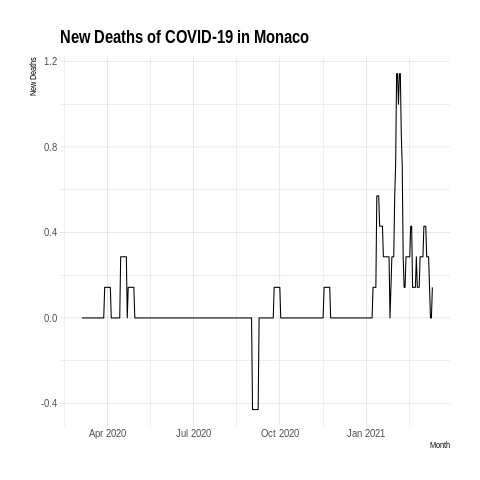 New Deaths of COVID-19 in Monaco
New Deaths
1.2
0.8
0.4
0.0
-0.4
Apr 2020 Jul 2020 Oct 2020 Jan 2021
Month